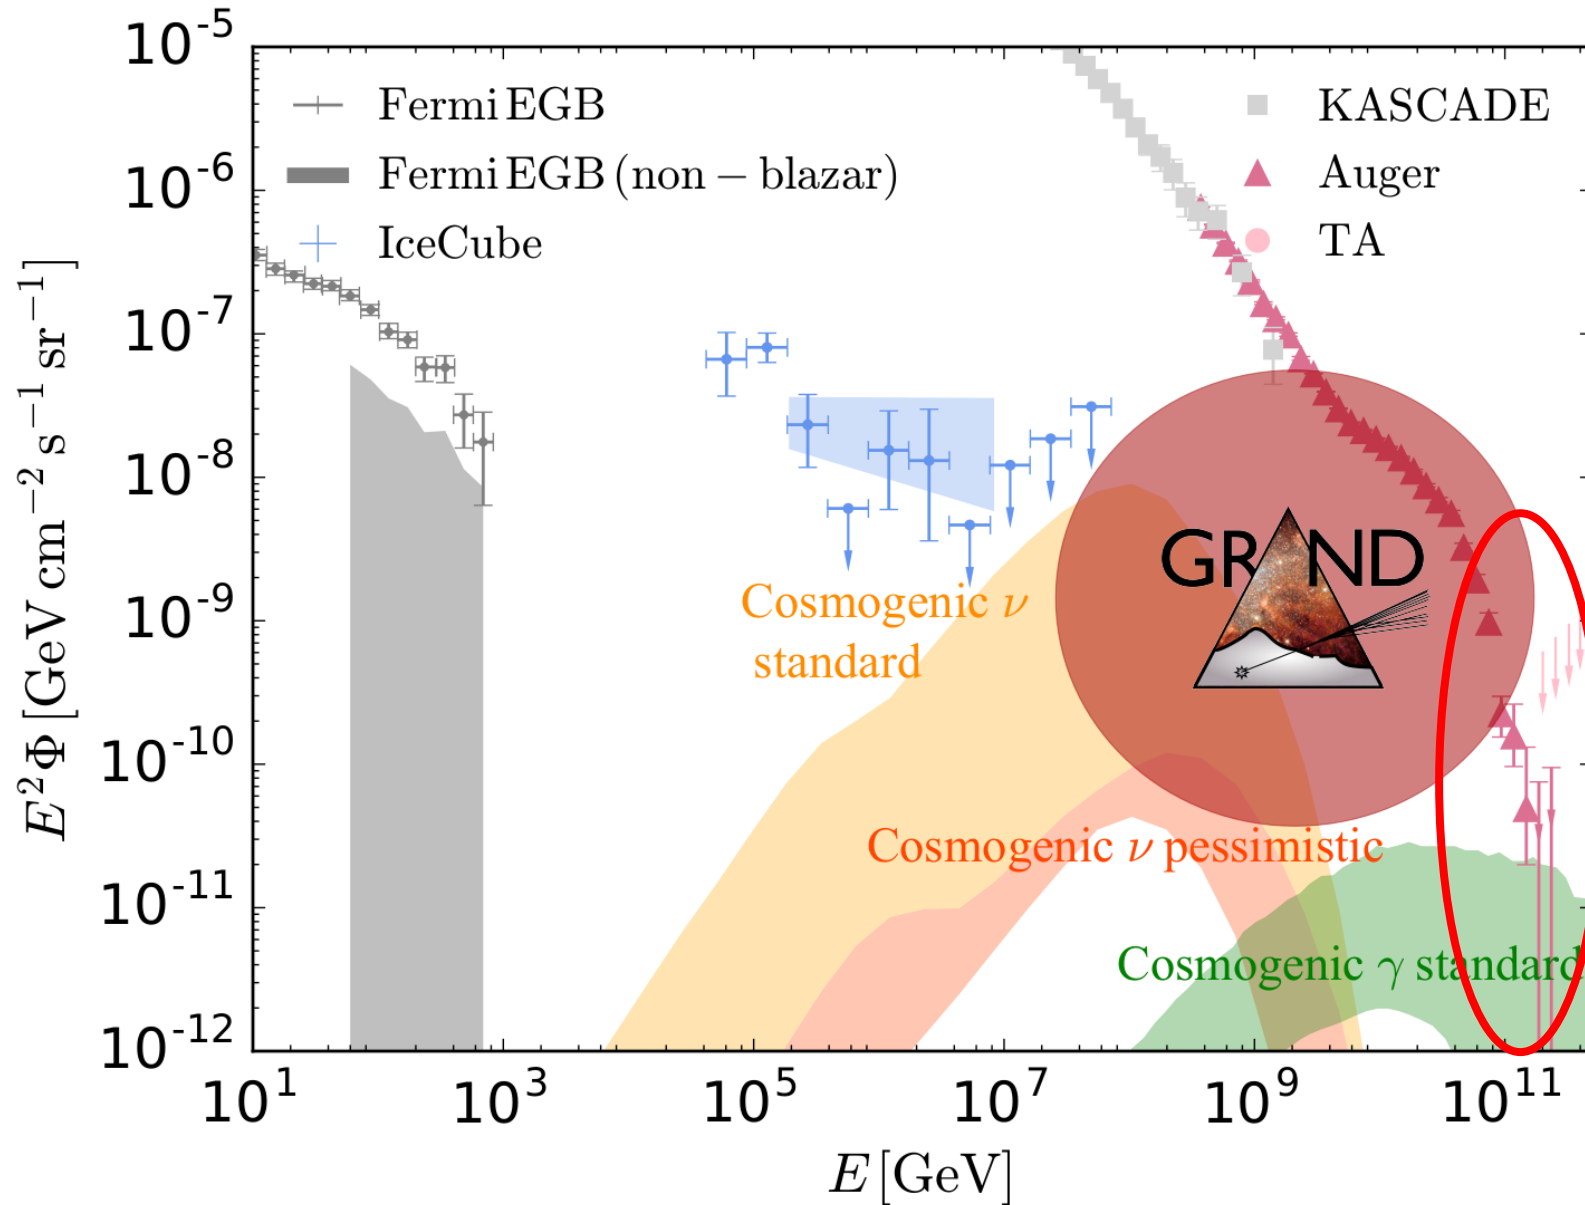 10^-5
10^-6
10^-7
10^-8
10^-9
10^-10
10^-11
10^-12
E^2 Φ [GeV cm^-2 s^-1 sr^-1]
Fermi EGB
Fermi EGB (non − blazar)
IceCube
KASCADE
Auger
TA
GRAND
Cosmogenic ν
standard
Cosmogenic ν pessimistic
Cosmogenic γ standard
10^1 10^3 10^5 10^7 10^9 10^11
E [GeV]